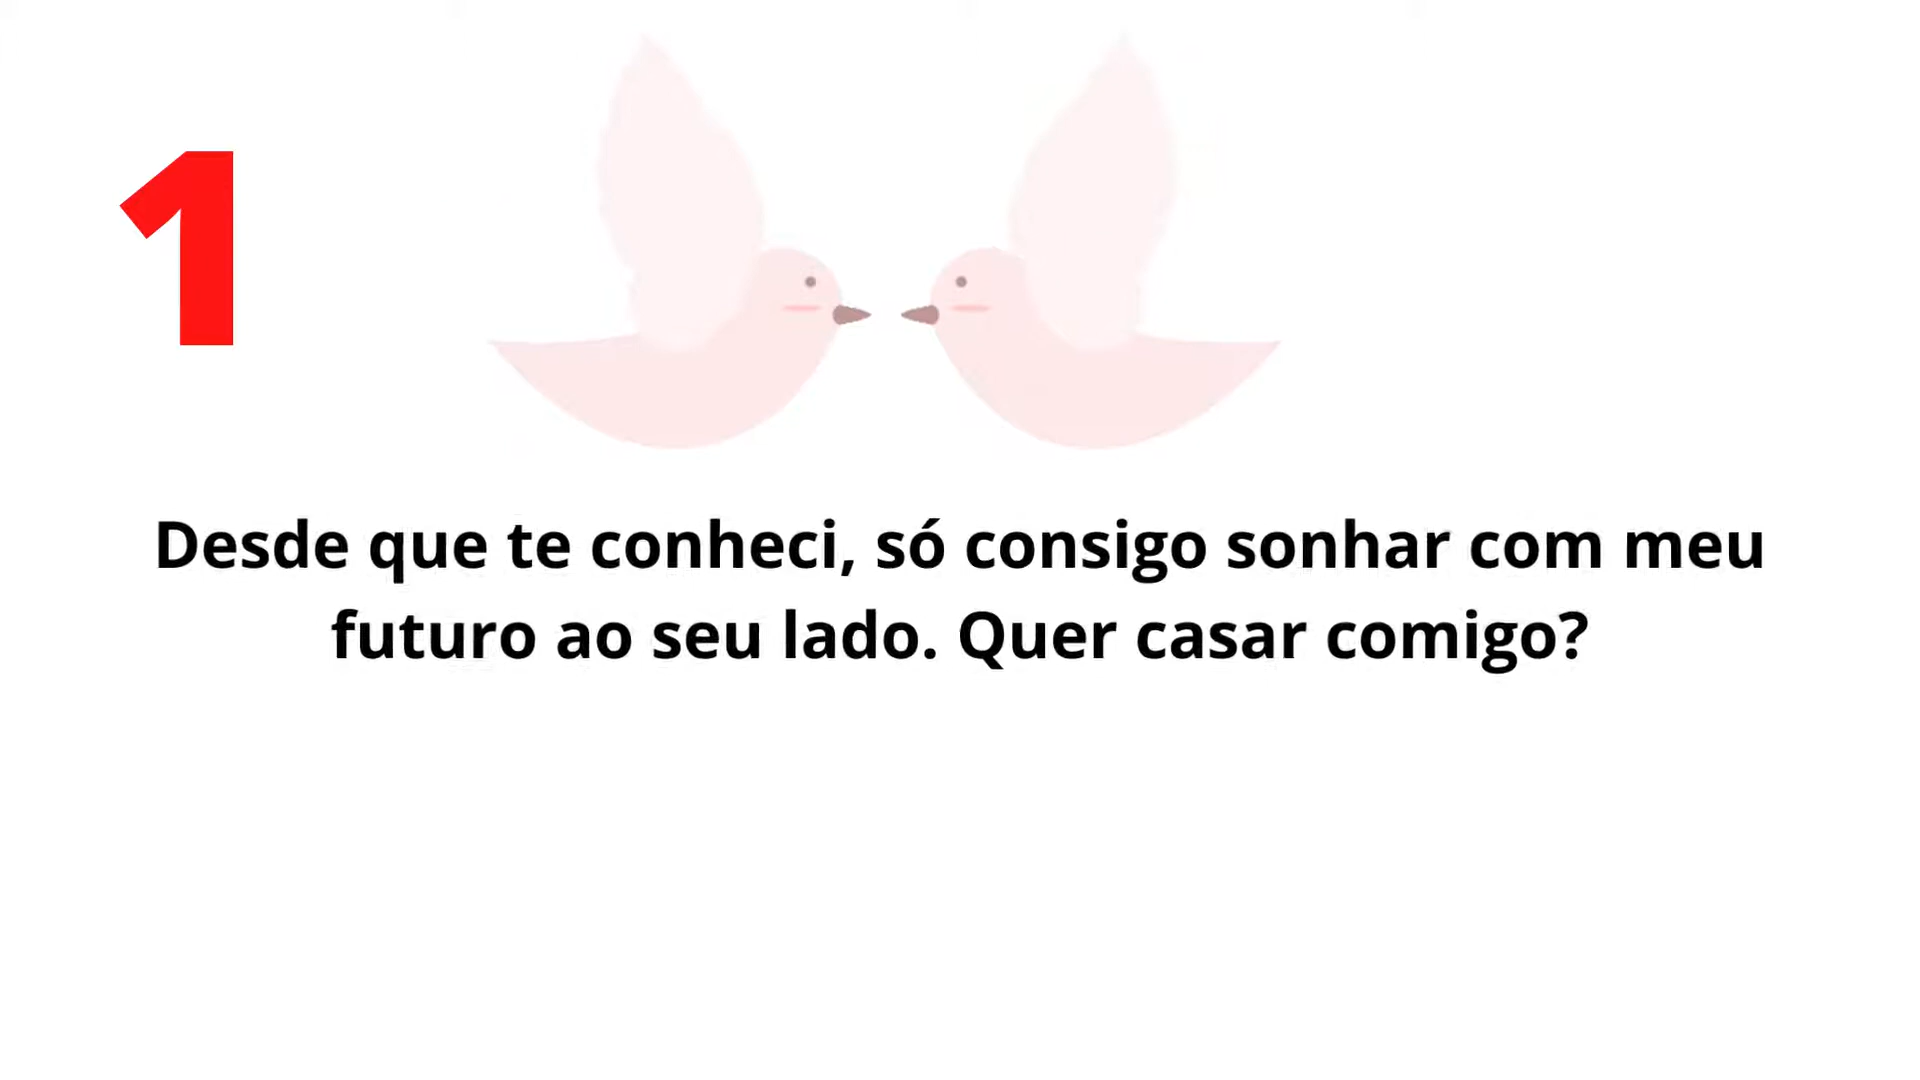 1
Desde que te conheci, só consigo sonhar com meu
futuro ao seu lado. Quer casar comigo?